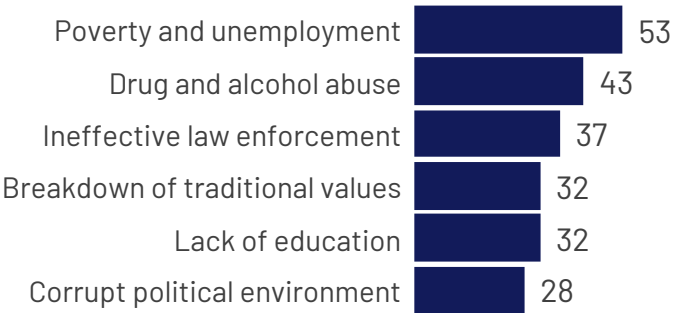 Poverty and unemployment 53
Drug and alcohol abuse 43
Ineffective law enforcement 37
Breakdown of traditional values 32
Lack of education 32
Corrupt political environment 28